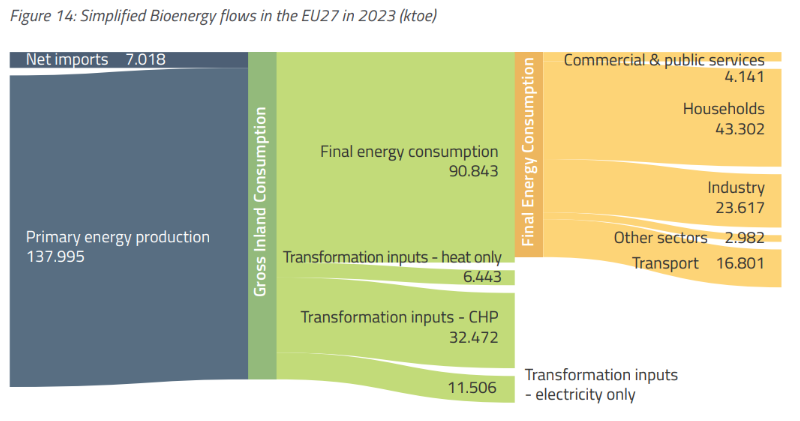 Figure 14: Simplified Bioenergy flows in the EU27 in 2023 (ktoe)
Net imports 7.018
Primary energy production
137.995
Gross Inland Consumption
Final energy consumption
90.843
Transformation inputs - heat only
6.443
Transformation inputs - CHP
32.472
11.506
Transformation inputs
- electricity only
Final Energy Consumption
Commercial & public services
4.141
Households
43.302
Industry
23.617
Other sectors 2.982
Transport 16.801